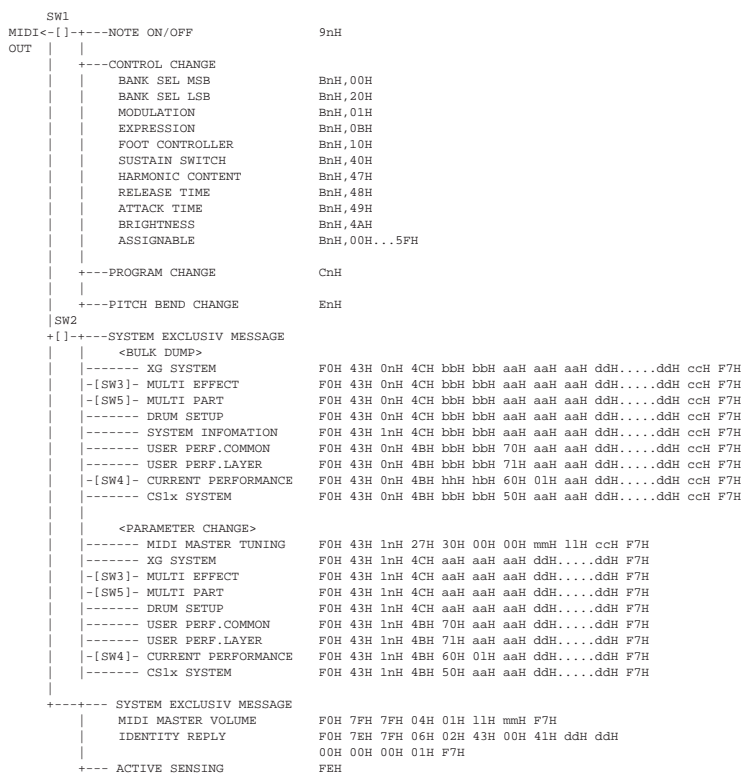 SW1
MIDI<-[]-+---NOTE ON/OFF 9nH
OUT | |
| +---CONTROL CHANGE
| | BANK SEL MSB BnH,00H
| | BANK SEL LSB BnH,20H
| | MODULATION BnH,01H
| | EXPRESSION BnH,0BH
| | FOOT CONTROLLER BnH,10H
| | SUSTAIN SWITCH BnH,40H
| | HARMONIC CONTENT BnH,47H
| | RELEASE TIME BnH,48H
| | ATTACK TIME BnH,49H
| | BRIGHTNESS BnH,4AH
| | ASSIGNABLE BnH,00H...5FH
| |
| +---PROGRAM CHANGE CnH
| |
| +---PITCH BEND CHANGE EnH
|SW2
+[]-+---SYSTEM EXCLUSIV MESSAGE
| | <BULK DUMP>
| |------- XG SYSTEM F0H 43H 0nH 4CH bbH bbH aaH aaH aaH ddH.....ddH ccH F7H
| |-[SW3]- MULTI EFFECT F0H 43H 0nH 4CH bbH bbH aaH aaH aaH ddH.....ddH ccH F7H
| |-[SW5]- MULTI PART F0H 43H 0nH 4CH bbH bbH aaH aaH aaH ddH.....ddH ccH F7H
| |------- DRUM SETUP F0H 43H 0nH 4CH bbH bbH aaH aaH aaH ddH.....ddH ccH F7H
| |------- SYSTEM INFOMATION F0H 43H 1nH 4CH bbH bbH aaH aaH aaH ddH.....ddH ccH F7H
| |------- USER PERF.COMMON F0H 43H 0nH 4BH bbH bbH 70H aaH aaH ddH.....ddH ccH F7H
| |------- USER PERF.LAYER F0H 43H 0nH 4BH bbH bbH 71H aaH aaH ddH.....ddH ccH F7H
| |-[SW4]- CURRENT PERFORMANCE F0H 43H 0nH 4BH hhH hbH 60H 01H aaH ddH.....ddH ccH F7H
| |------- CS1x SYSTEM F0H 43H 0nH 4BH bbH bbH 50H aaH aaH ddH.....ddH ccH F7H
| |
| | <PARAMETER CHANGE>
| |------- MIDI MASTER TUNING F0H 43H 1nH 27H 30H 00H 00H mmH llH ccH F7H
| |------- XG SYSTEM F0H 43H 1nH 4CH aaH aaH aaH ddH.....ddH F7H
| |-[SW3]- MULTI EFFECT F0H 43H 1nH 4CH aaH aaH aaH ddH.....ddH F7H
| |-[SW5]- MULTI PART F0H 43H 1nH 4CH aaH aaH aaH ddH.....ddH F7H
| |------- DRUM SETUP F0H 43H 1nH 4CH aaH aaH aaH ddH.....ddH F7H
| |------- USER PERF.COMMON F0H 43H 1nH 4BH 70H aaH aaH ddH.....ddH F7H
| |------- USER PERF.LAYER F0H 43H 1nH 4BH 71H aaH aaH ddH.....ddH F7H
| |-[SW4]- CURRENT PERFORMANCE F0H 43H 1nH 4BH 60H 01H aaH ddH.....ddH F7H
| |------- CS1x SYSTEM F0H 43H 1nH 4BH 50H aaH aaH ddH.....ddH F7H
|
+---+--- SYSTEM EXCLUSIV MESSAGE
| MIDI MASTER VOLUME F0H 7FH 7FH 04H 01H llH mmH F7H
| IDENTITY REPLY F0H 7EH 7FH 06H 02H 43H 00H 41H ddH ddH
| 00H 00H 00H 01H F7H
+--- ACTIVE SENSING FEH